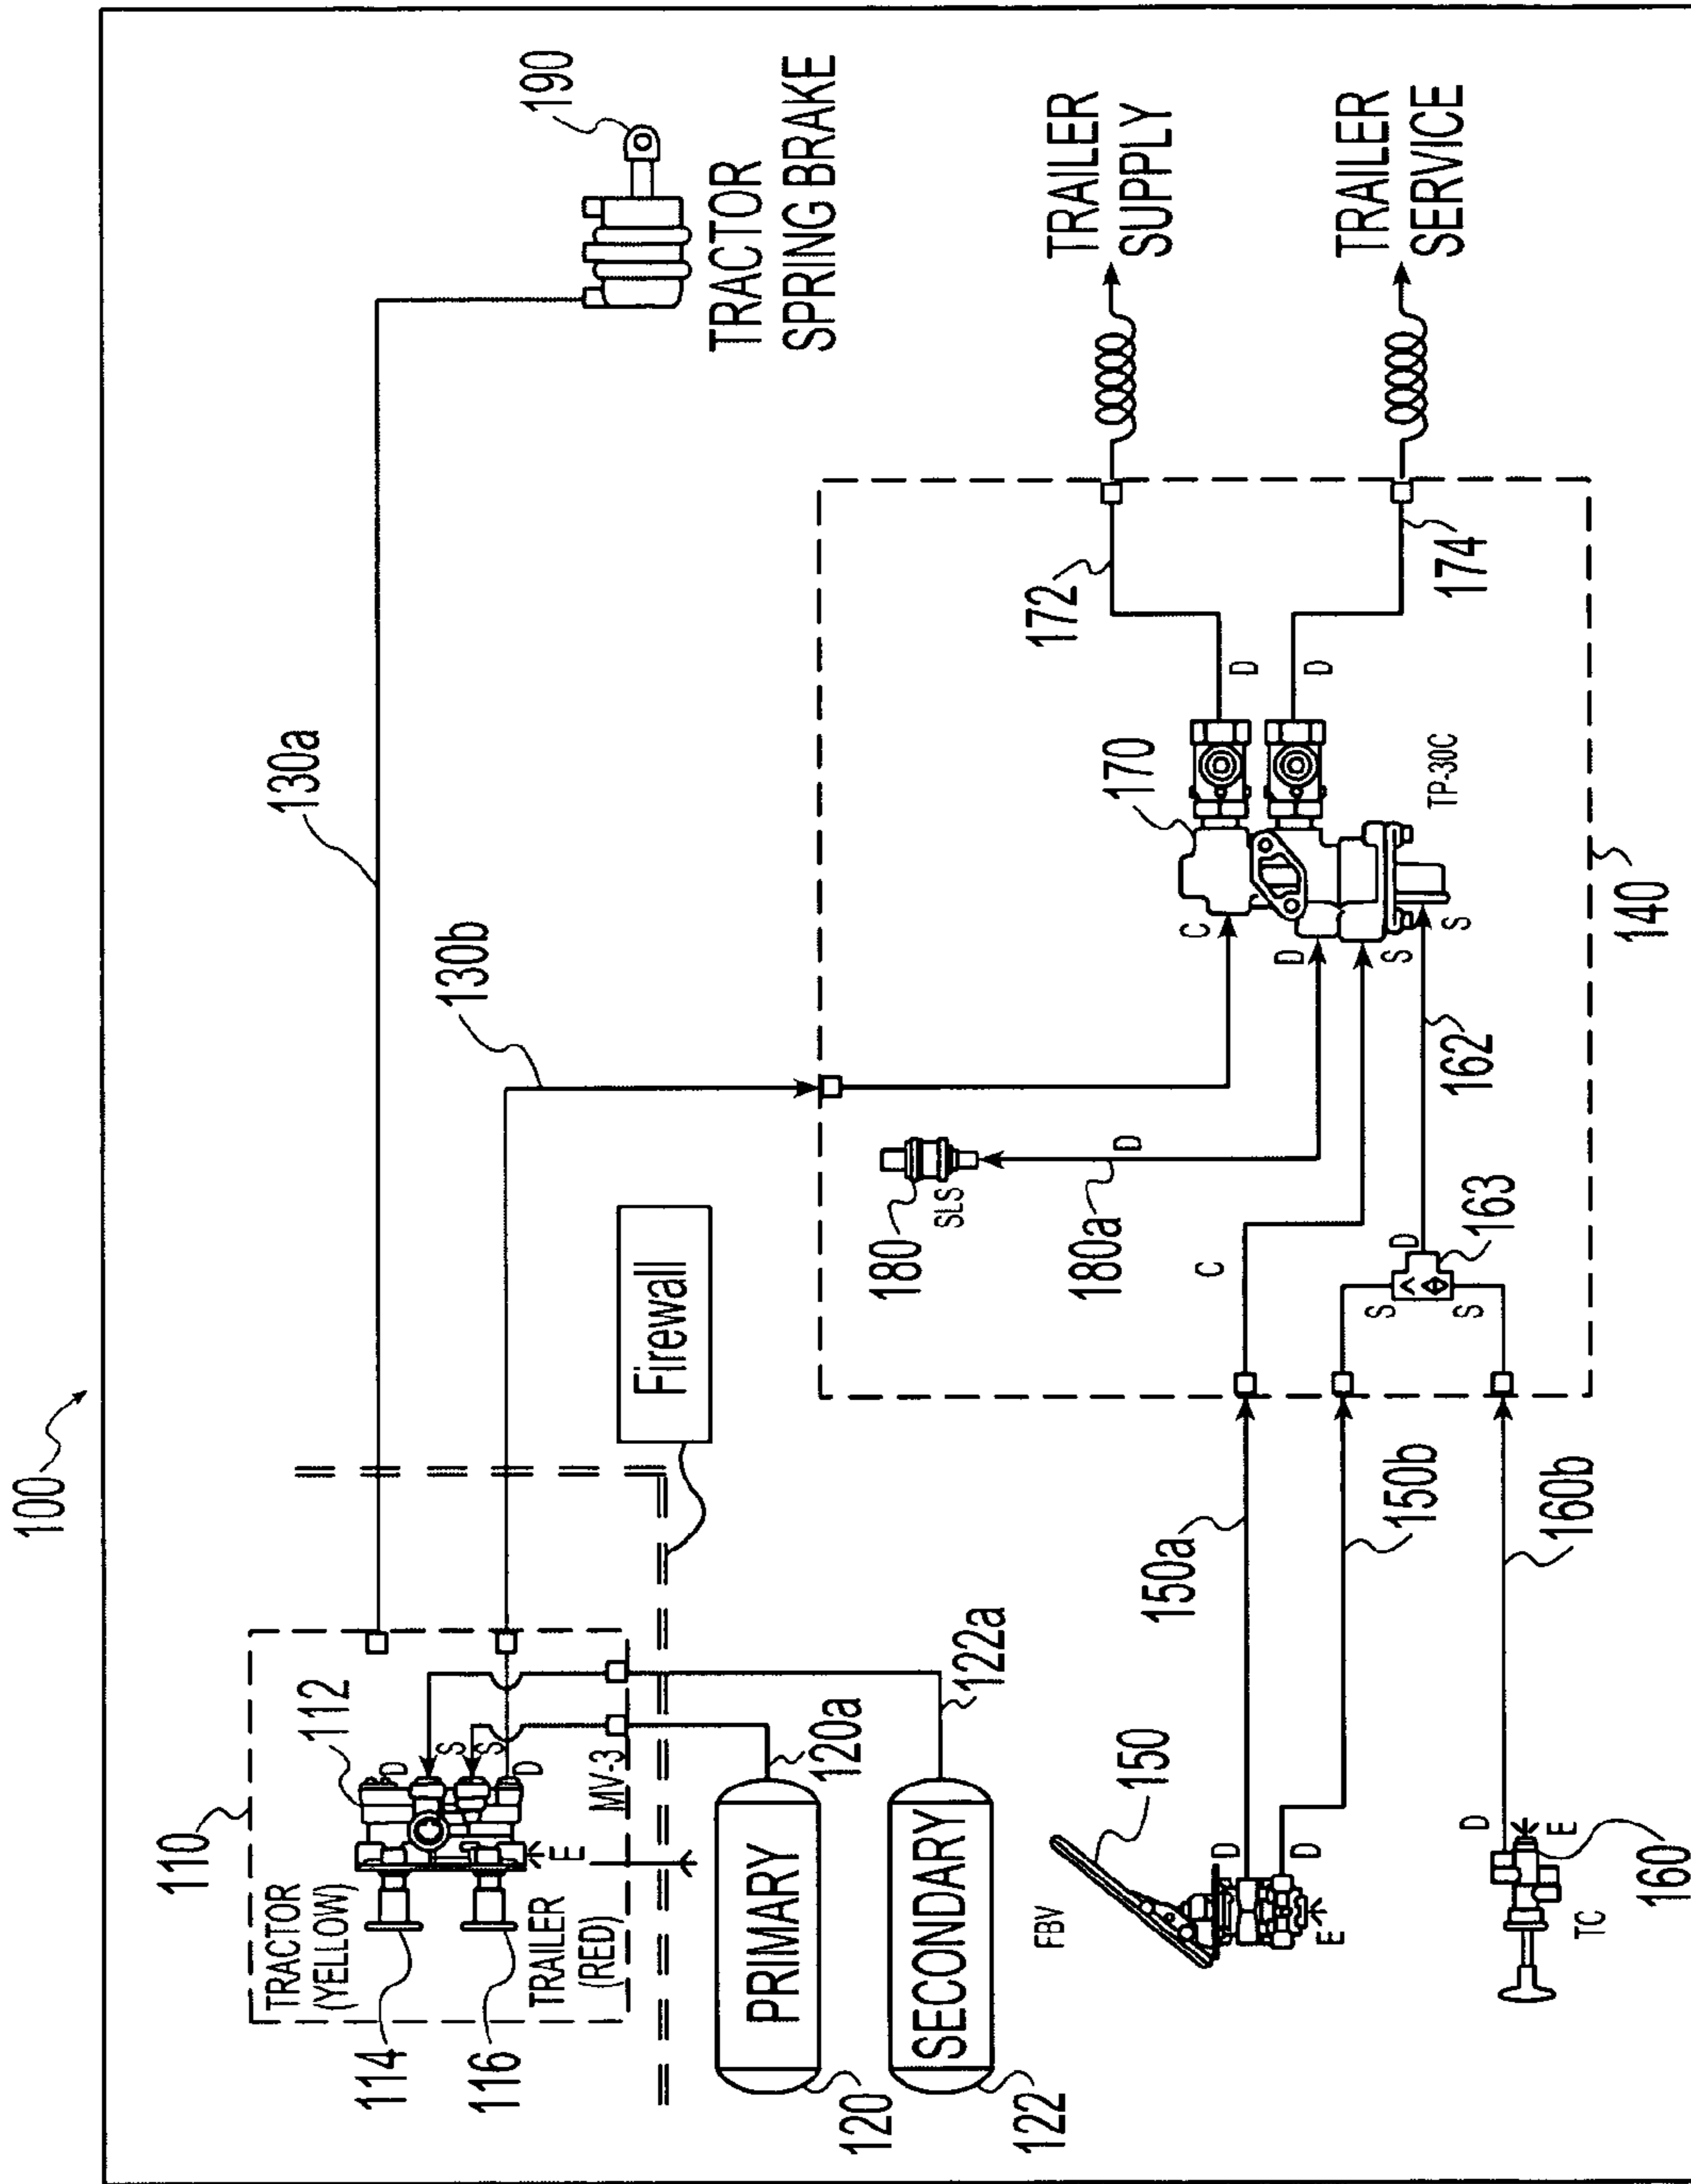 100
110
TRACTOR
(YELLOW)
112
114
116
TRAILER
(RED)
D
S
S
D
E
MV-3
Firewall
130a
130b
190
TRACTOR
SPRING BRAKE
PRIMARY
120
120a
SECONDARY
122
122a
180
SLS
180a
D
C
170
C
D
S
S
TP-30C
D
D
172
174
TRAILER
SUPPLY
TRAILER
SERVICE
140
162
163
D
S
S
FBV
150
D
D
E
150a
150b
TC
160
D
E
160b